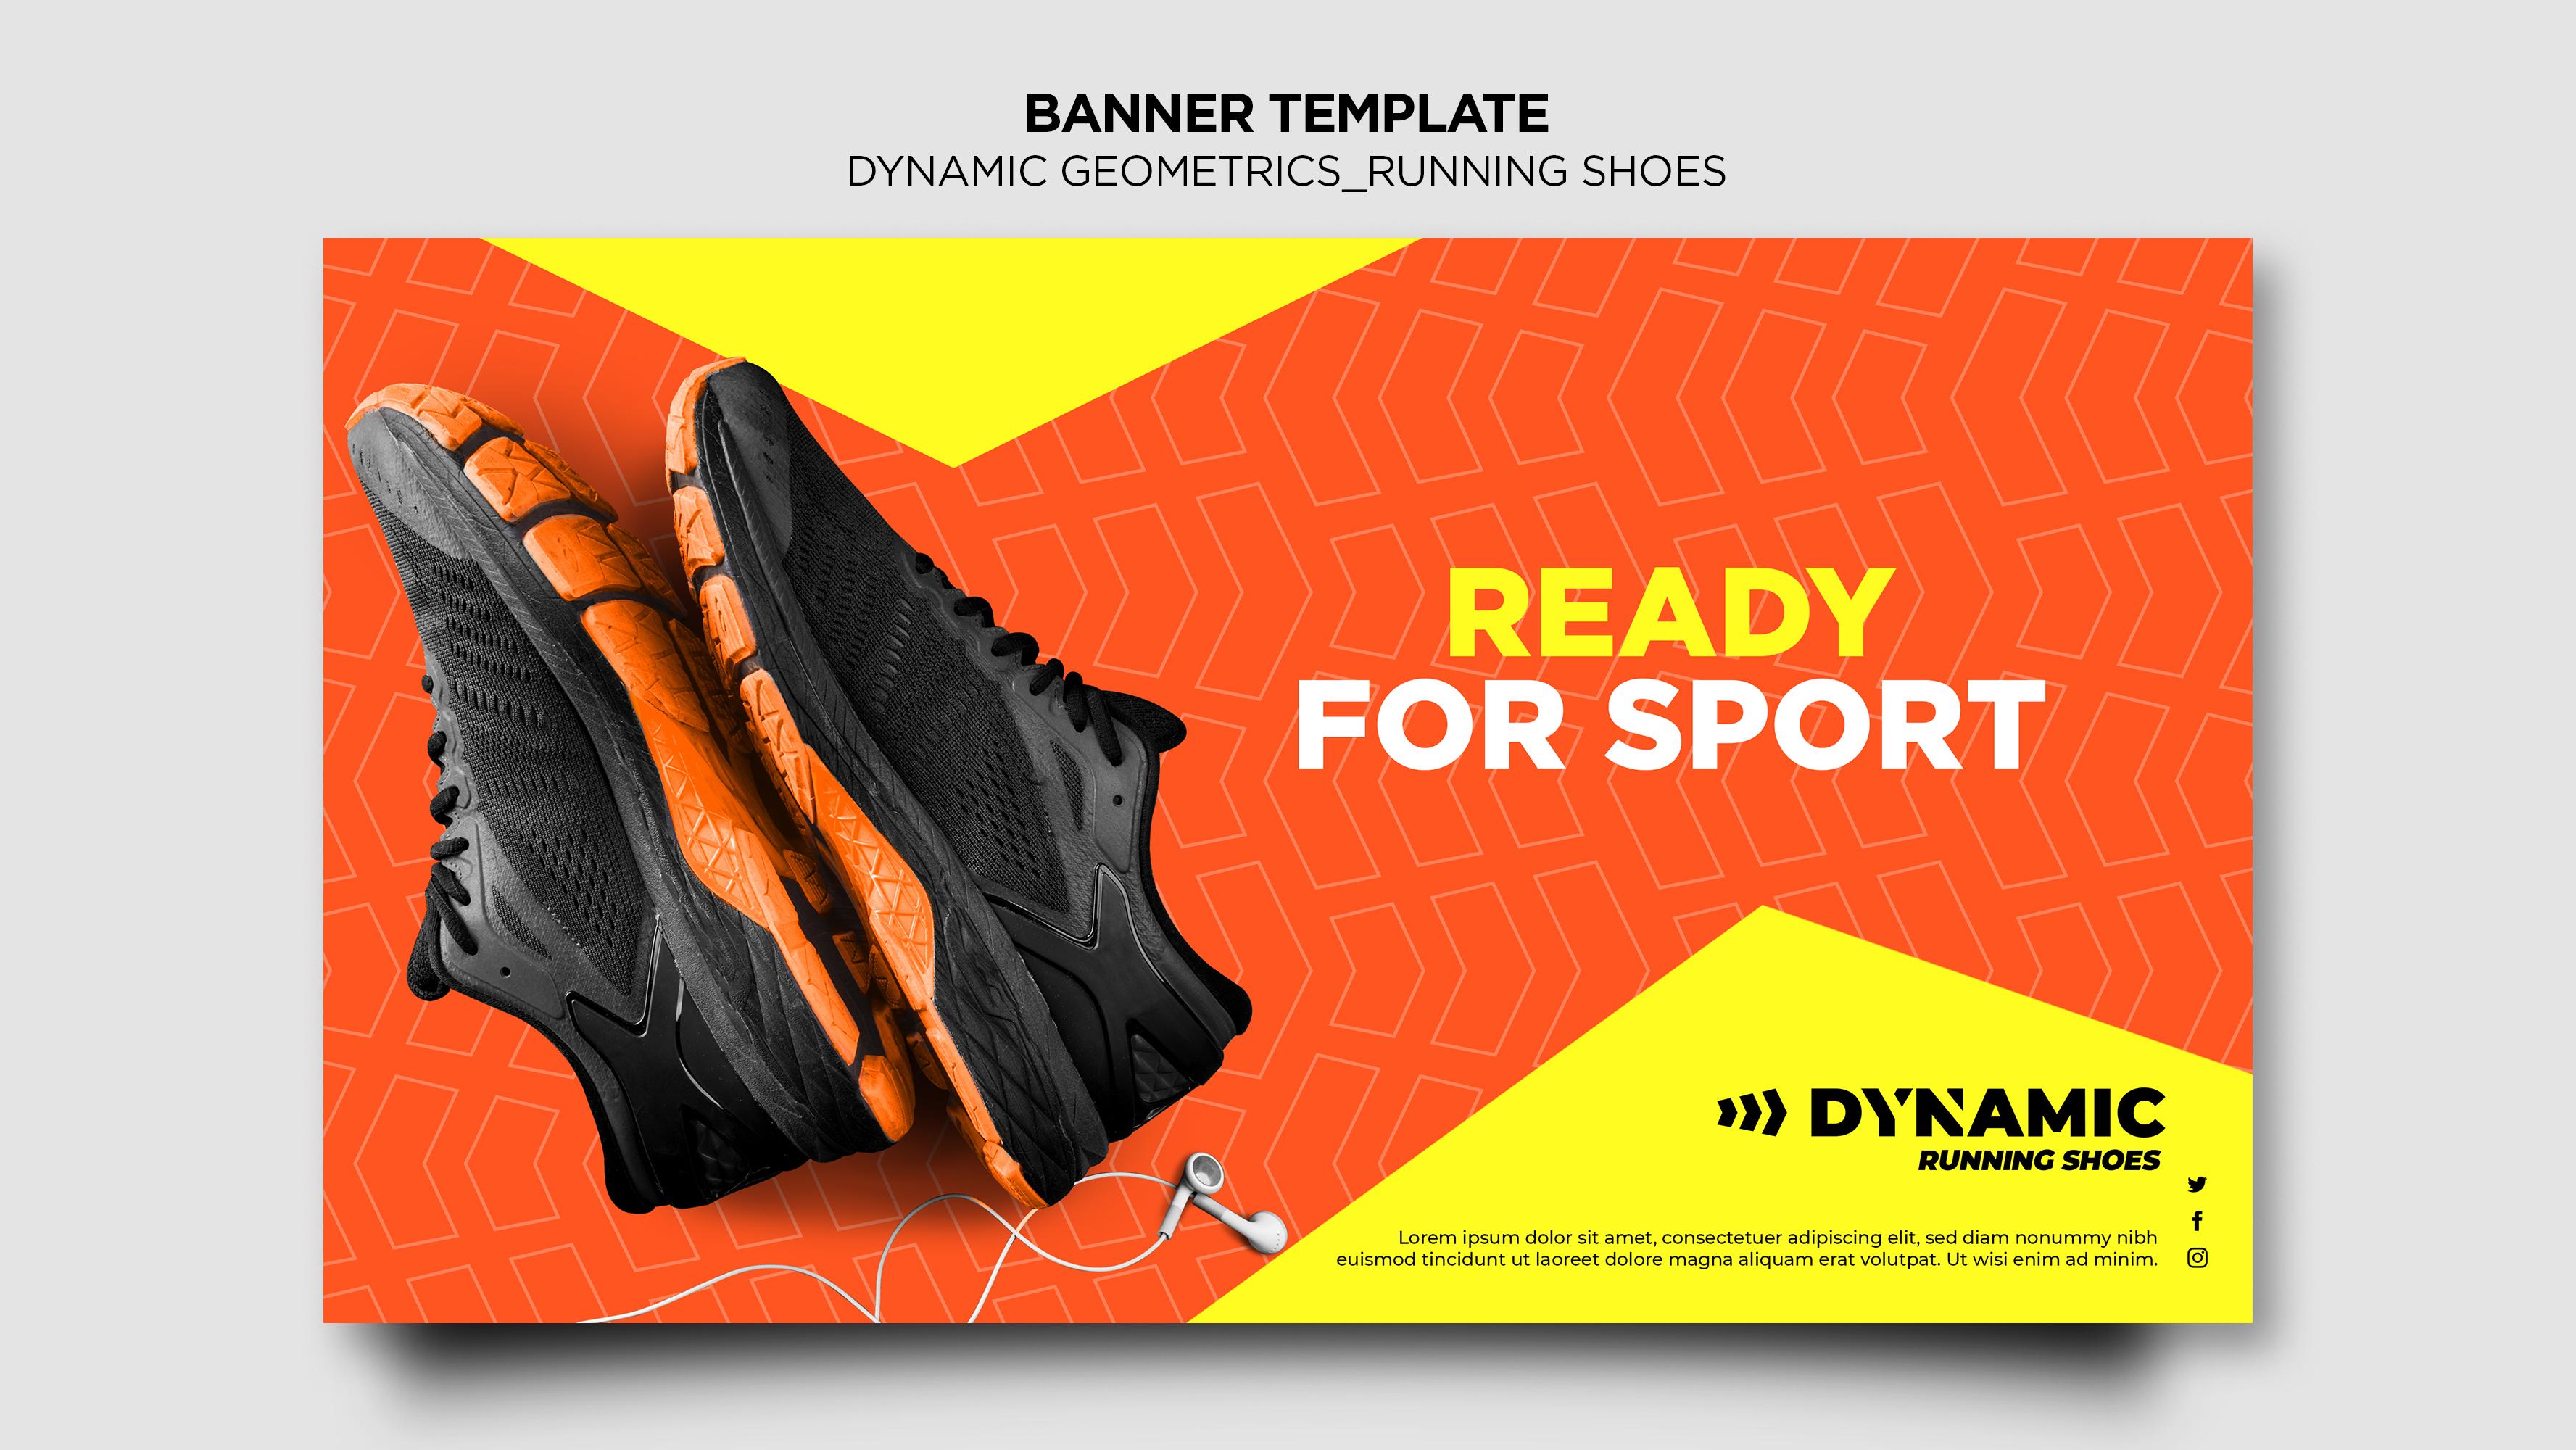 BANNER TEMPLATE
DYNAMIC GEOMETRICS_RUNNING SHOES
READY
FOR SPORT
DYNAMIC
RUNNING SHOES
Lorem ipsum dolor sit amet, consectetuer adipiscing elit, sed diam nonummy nibh
euismod tincidunt ut laoreet dolore magna aliquam erat volutpat. Ut wisi enim ad minim.